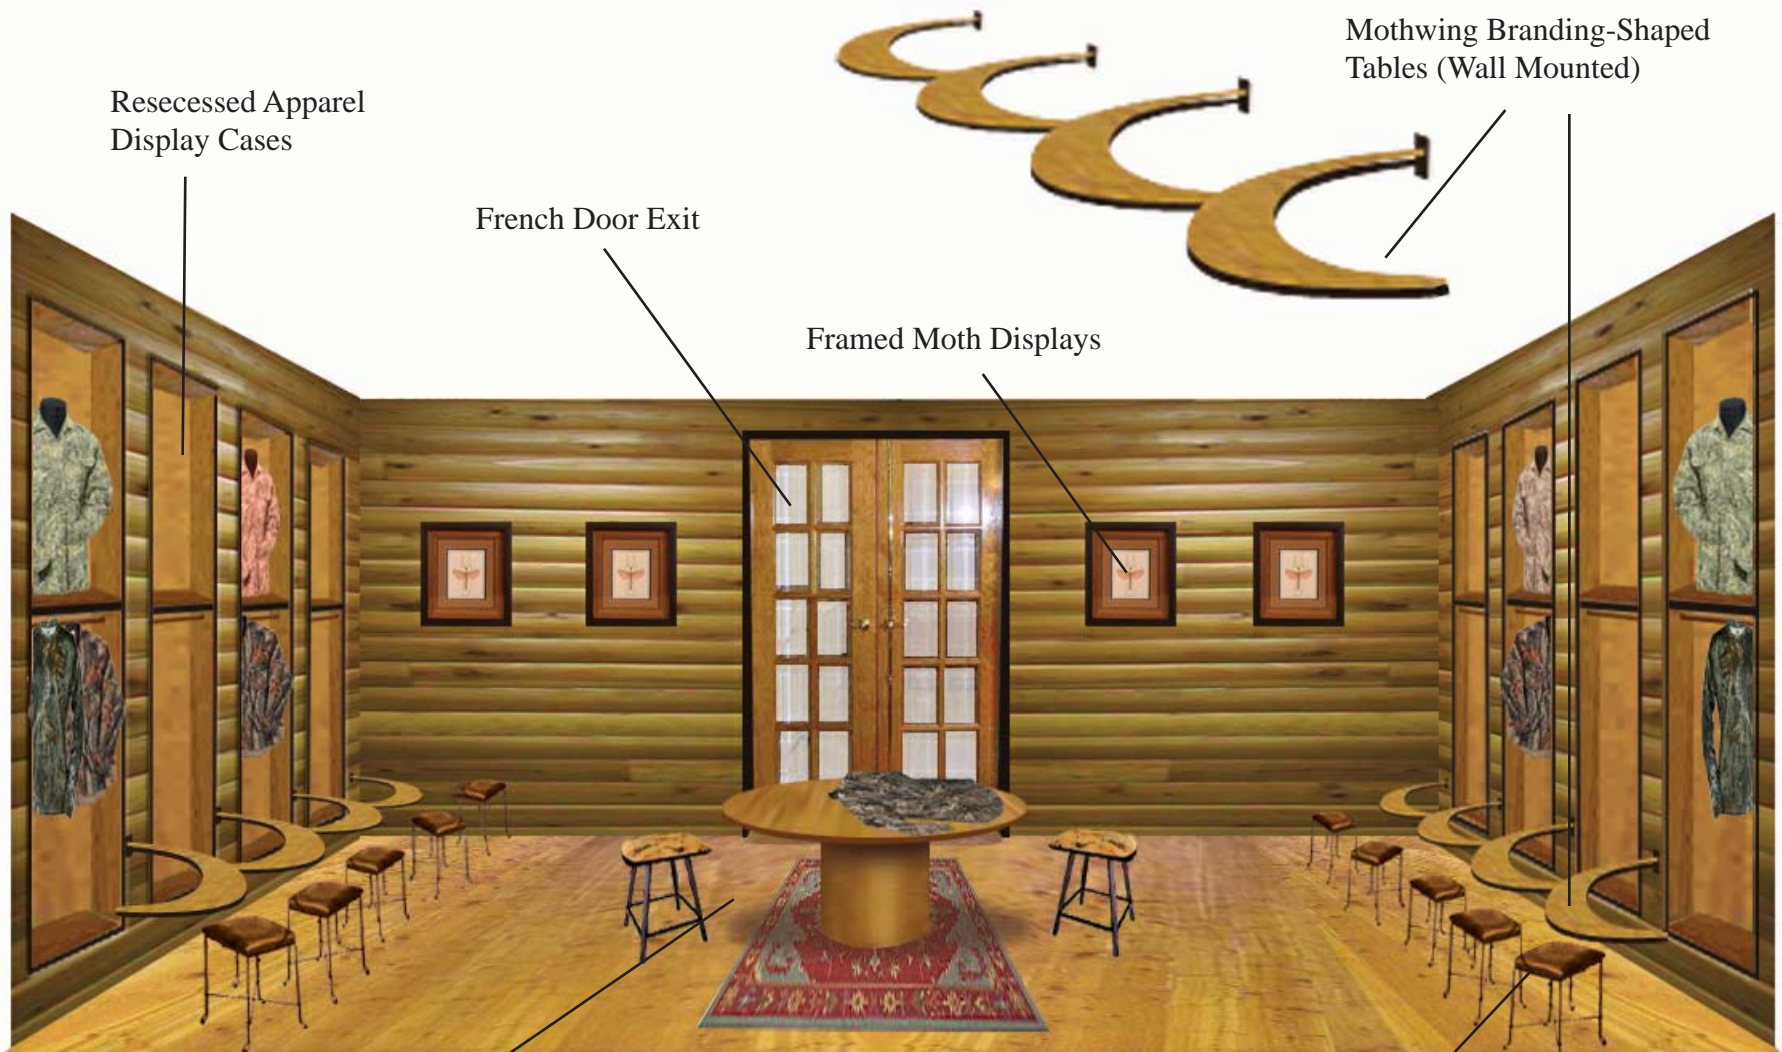 Mothwing Branding-Shaped
Tables (Wall Mounted)
Resecessed Apparel
Display Cases
French Door Exit
Framed Moth Displays